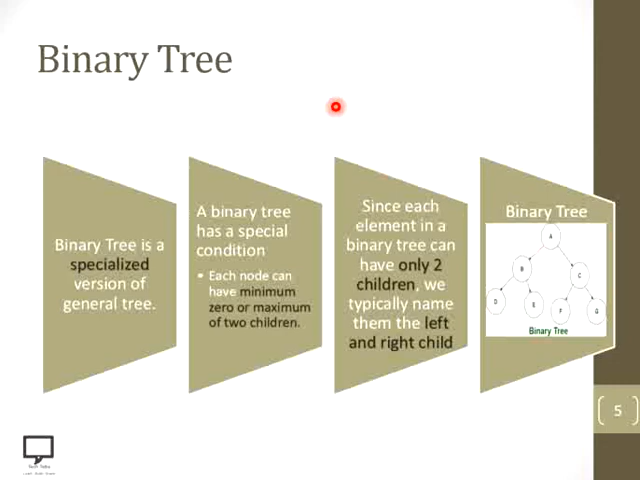 Binary Tree
Binary Tree is a
specialized
version of
general tree.
A binary tree
has a special
condition
• Each node can
have minimum
zero or maximum
of two children.
Since each
element in a
binary tree can
have only 2
children, we
typically name
them the left
and right child
Binary Tree
A
B
C
D
E
F
G
Binary Tree
5